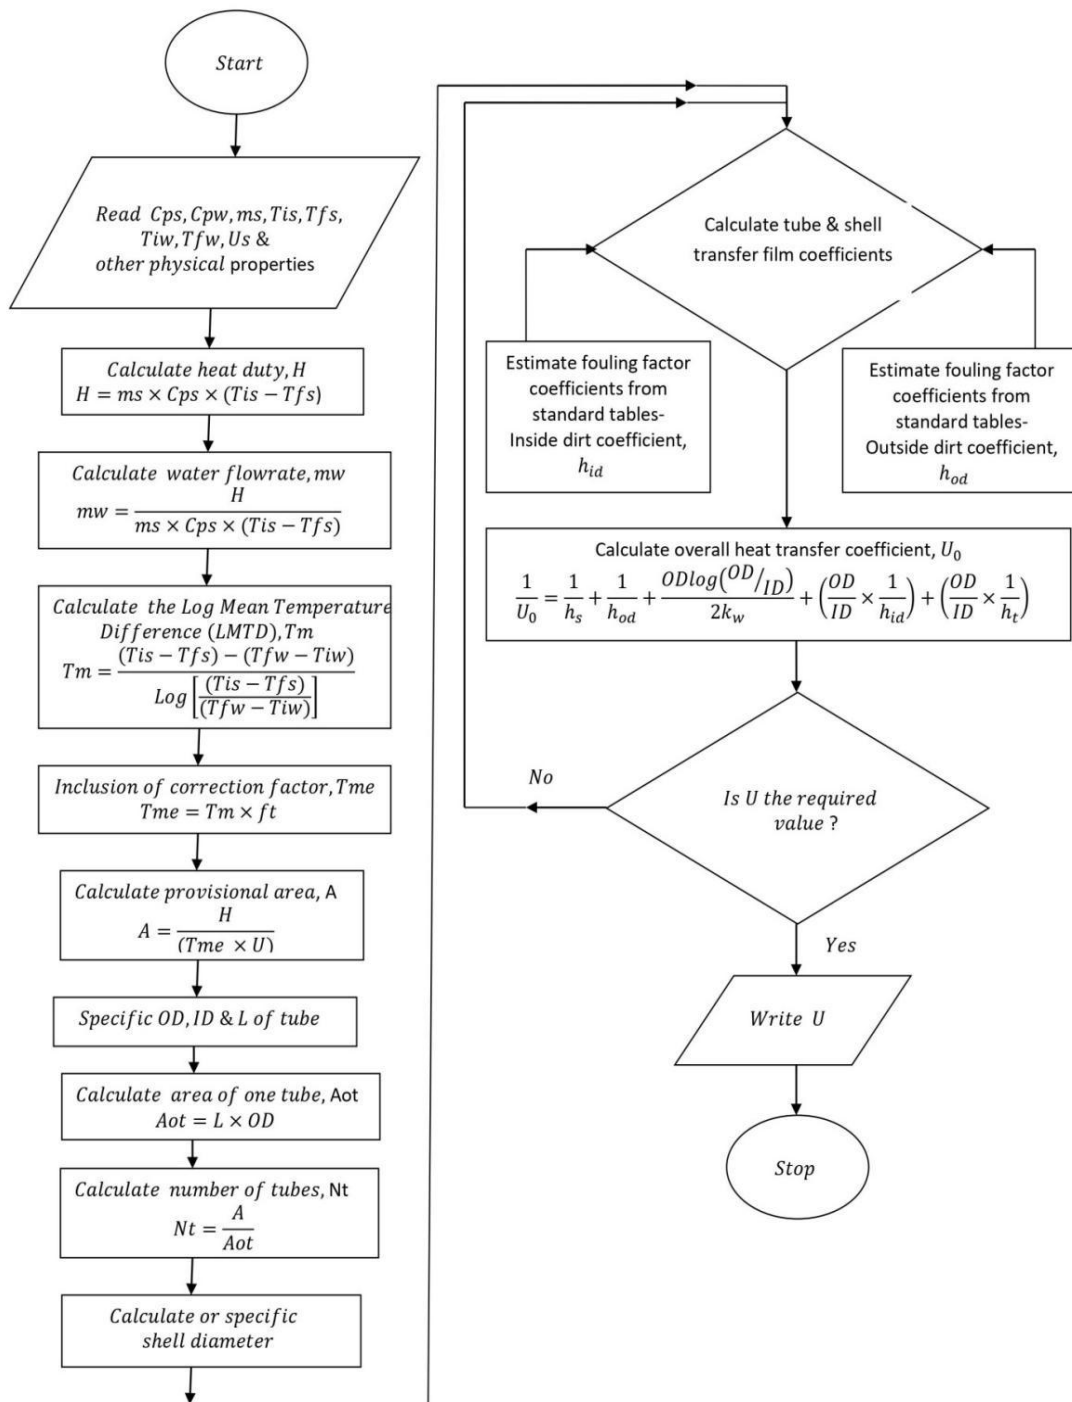 Start
Read Cps, Cpw, ms, Tis, Tfs,
Tiw, Tfw, Us &
other physical properties
Calculate heat duty, H
H = ms × Cps × (Tis − Tfs)
Calculate water flowrate, mw
mw = H / (ms × Cps × (Tis − Tfs))
Calculate the Log Mean Temperature
Difference (LMTD), Tm
Tm = ((Tis − Tfs) − (Tfw − Tiw)) / Log[(Tis − Tfs)/(Tfw − Tiw)]
Inclusion of correction factor, Tme
Tme = Tm × ft
Calculate provisional area, A
A = H / (Tme × U)
Specific OD, ID & L of tube
Calculate area of one tube, Aot
Aot = L × OD
Calculate number of tubes, Nt
Nt = A / Aot
Calculate or specific
shell diameter
Calculate tube & shell
transfer film coefficients
Estimate fouling factor
coefficients from
standard tables-
Inside dirt coefficient,
h_id
Estimate fouling factor
coefficients from
standard tables-
Outside dirt coefficient,
h_od
Calculate overall heat transfer coefficient, U_0
1/U_0 = 1/h_s + 1/h_od + ODlog(OD/ID)/2k_w + (OD/ID × 1/h_id) + (OD/ID × 1/h_t)
Is U the required
value ?
No
Yes
Write U
Stop